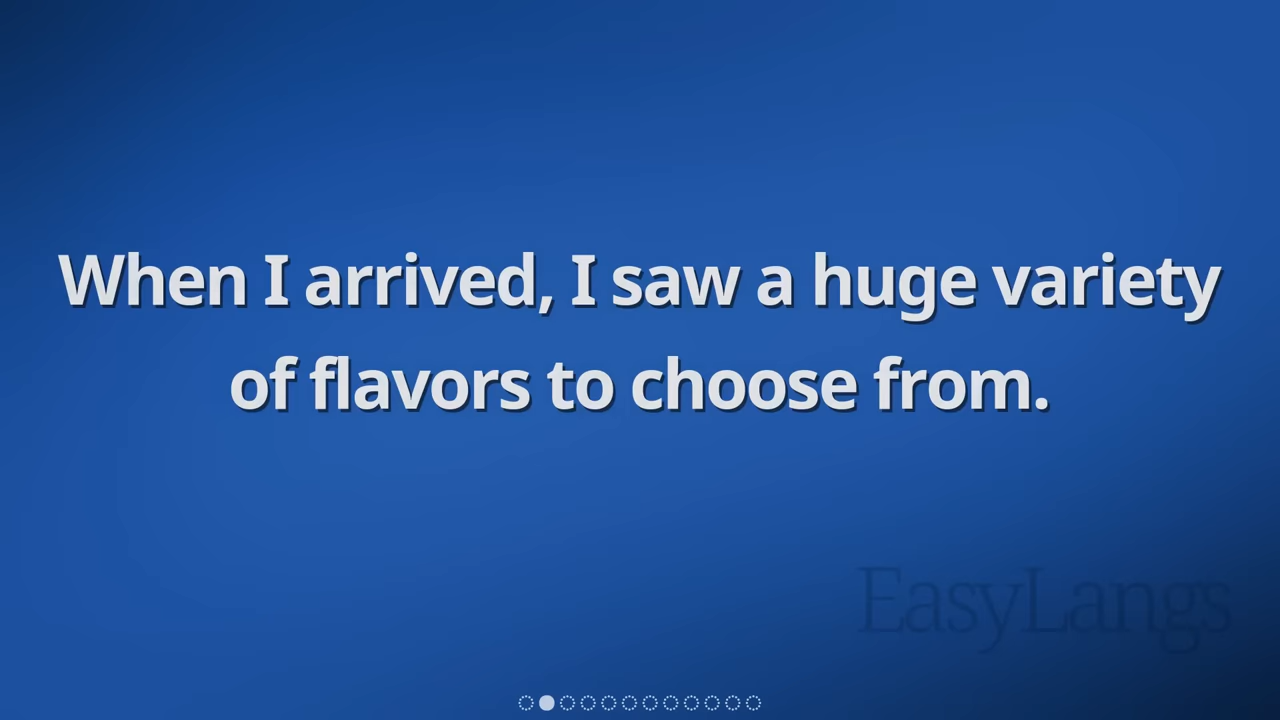 When I arrived, I saw a huge variety
of flavors to choose from.
EasyLangs